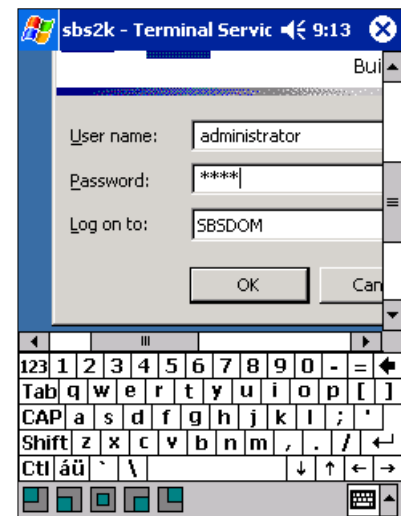 sbs2k - Terminal Servic 9:13
Bui
User name: administrator
Password: ****
Log on to: SBSDOM
OK Can
123 1 2 3 4 5 6 7 8 9 0 - =
Tab q w e r t y u i o p [ ]
CAP a s d f g h j k l ; '
Shift z x c v b n m , . /
Ctl áü ` \ ↓ ↑ ← →